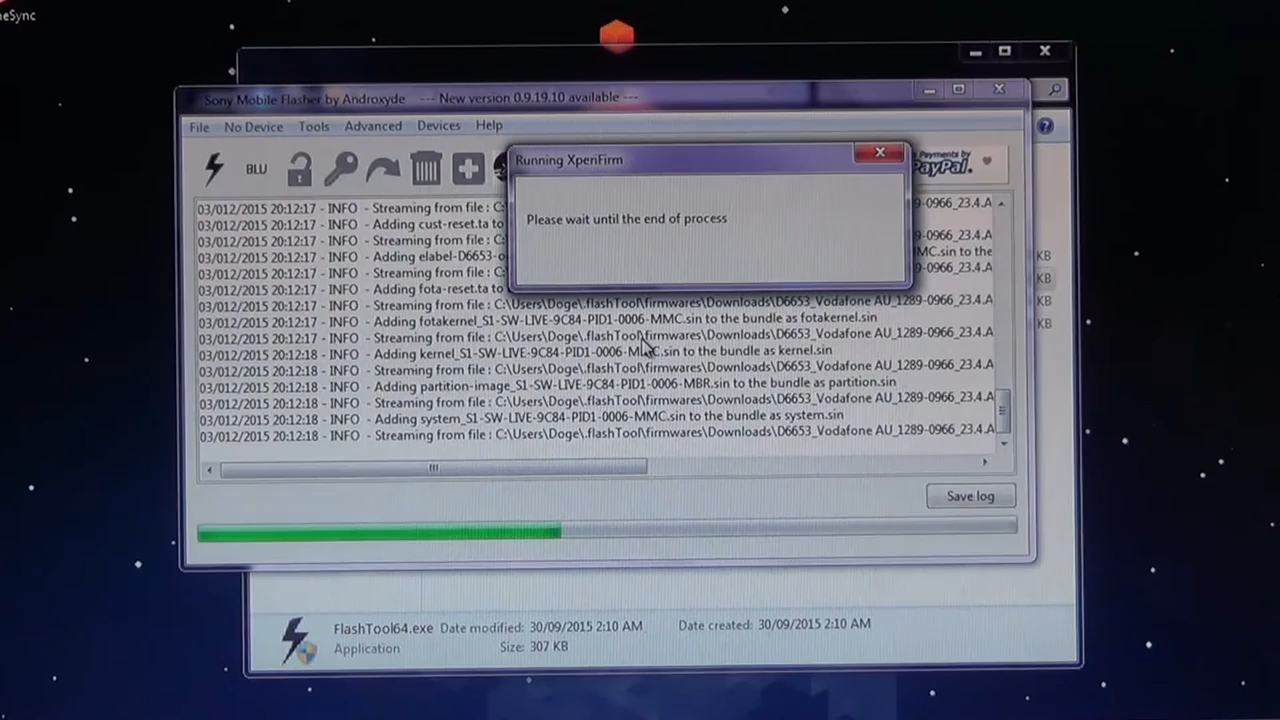 neSync
Sony Mobile Flasher by Androxyde --- New version 0.9.19.10 available ---
File No Device Tools Advanced Devices Help
BLU
Payments by
PayPal.
Running XperiFirm
Please wait until the end of process
03/012/2015 20:12:17 - INFO - Streaming from file : C: 9-0966_23.4.A
03/012/2015 20:12:17 - INFO - Adding cust-reset.ta to
03/012/2015 20:12:17 - INFO - Streaming from file : C: 9-0966_23.4.A
03/012/2015 20:12:17 - INFO - Adding elabel-D6653-o MC.sin to the
03/012/2015 20:12:17 - INFO - Streaming from file : C: 9-0966_23.4.A
03/012/2015 20:12:17 - INFO - Adding fota-reset.ta to
03/012/2015 20:12:17 - INFO - Streaming from file : C:\Users\Doge\.flashTool\firmwares\Downloads\D6653_Vodafone AU_1289-0966_23.4.A
03/012/2015 20:12:17 - INFO - Adding fotakernel_S1-SW-LIVE-9C84-PID1-0006-MMC.sin to the bundle as fotakernel.sin
03/012/2015 20:12:17 - INFO - Streaming from file : C:\Users\Doge\.flashTool\firmwares\Downloads\D6653_Vodafone AU_1289-0966_23.4.A
03/012/2015 20:12:18 - INFO - Adding kernel_S1-SW-LIVE-9C84-PID1-0006-MMC.sin to the bundle as kernel.sin
03/012/2015 20:12:18 - INFO - Streaming from file : C:\Users\Doge\.flashTool\firmwares\Downloads\D6653_Vodafone AU_1289-0966_23.4.A
03/012/2015 20:12:18 - INFO - Adding partition-image_S1-SW-LIVE-9C84-PID1-0006-MBR.sin to the bundle as partition.sin
03/012/2015 20:12:18 - INFO - Streaming from file : C:\Users\Doge\.flashTool\firmwares\Downloads\D6653_Vodafone AU_1289-0966_23.4.A
03/012/2015 20:12:18 - INFO - Adding system_S1-SW-LIVE-9C84-PID1-0006-MMC.sin to the bundle as system.sin
03/012/2015 20:12:18 - INFO - Streaming from file : C:\Users\Doge\.flashTool\firmwares\Downloads\D6653_Vodafone AU_1289-0966_23.4.A
KB
KB
KB
KB
Save log
FlashTool64.exe Date modified: 30/09/2015 2:10 AM Date created: 30/09/2015 2:10 AM
Application Size: 307 KB